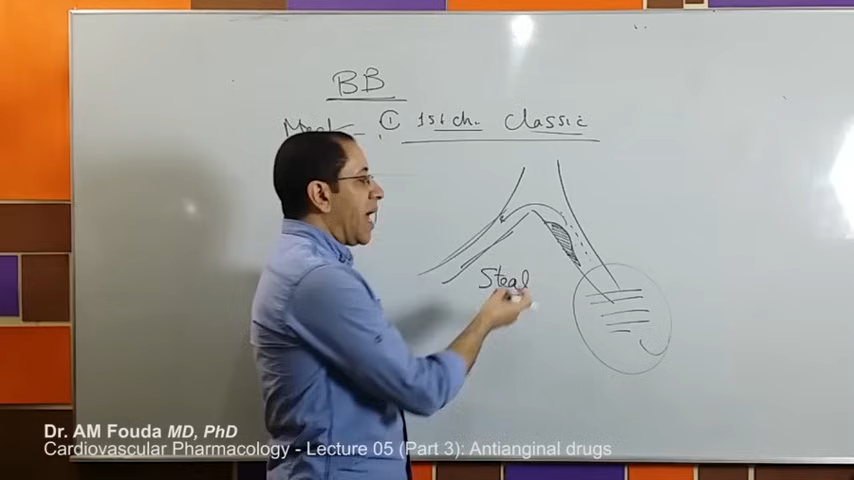 BB
① 1st ch. Classic
Steal
Dr. AM Fouda MD, PhD
Cardiovascular Pharmacology - Lecture 05 (Part 3): Antianginal drugs